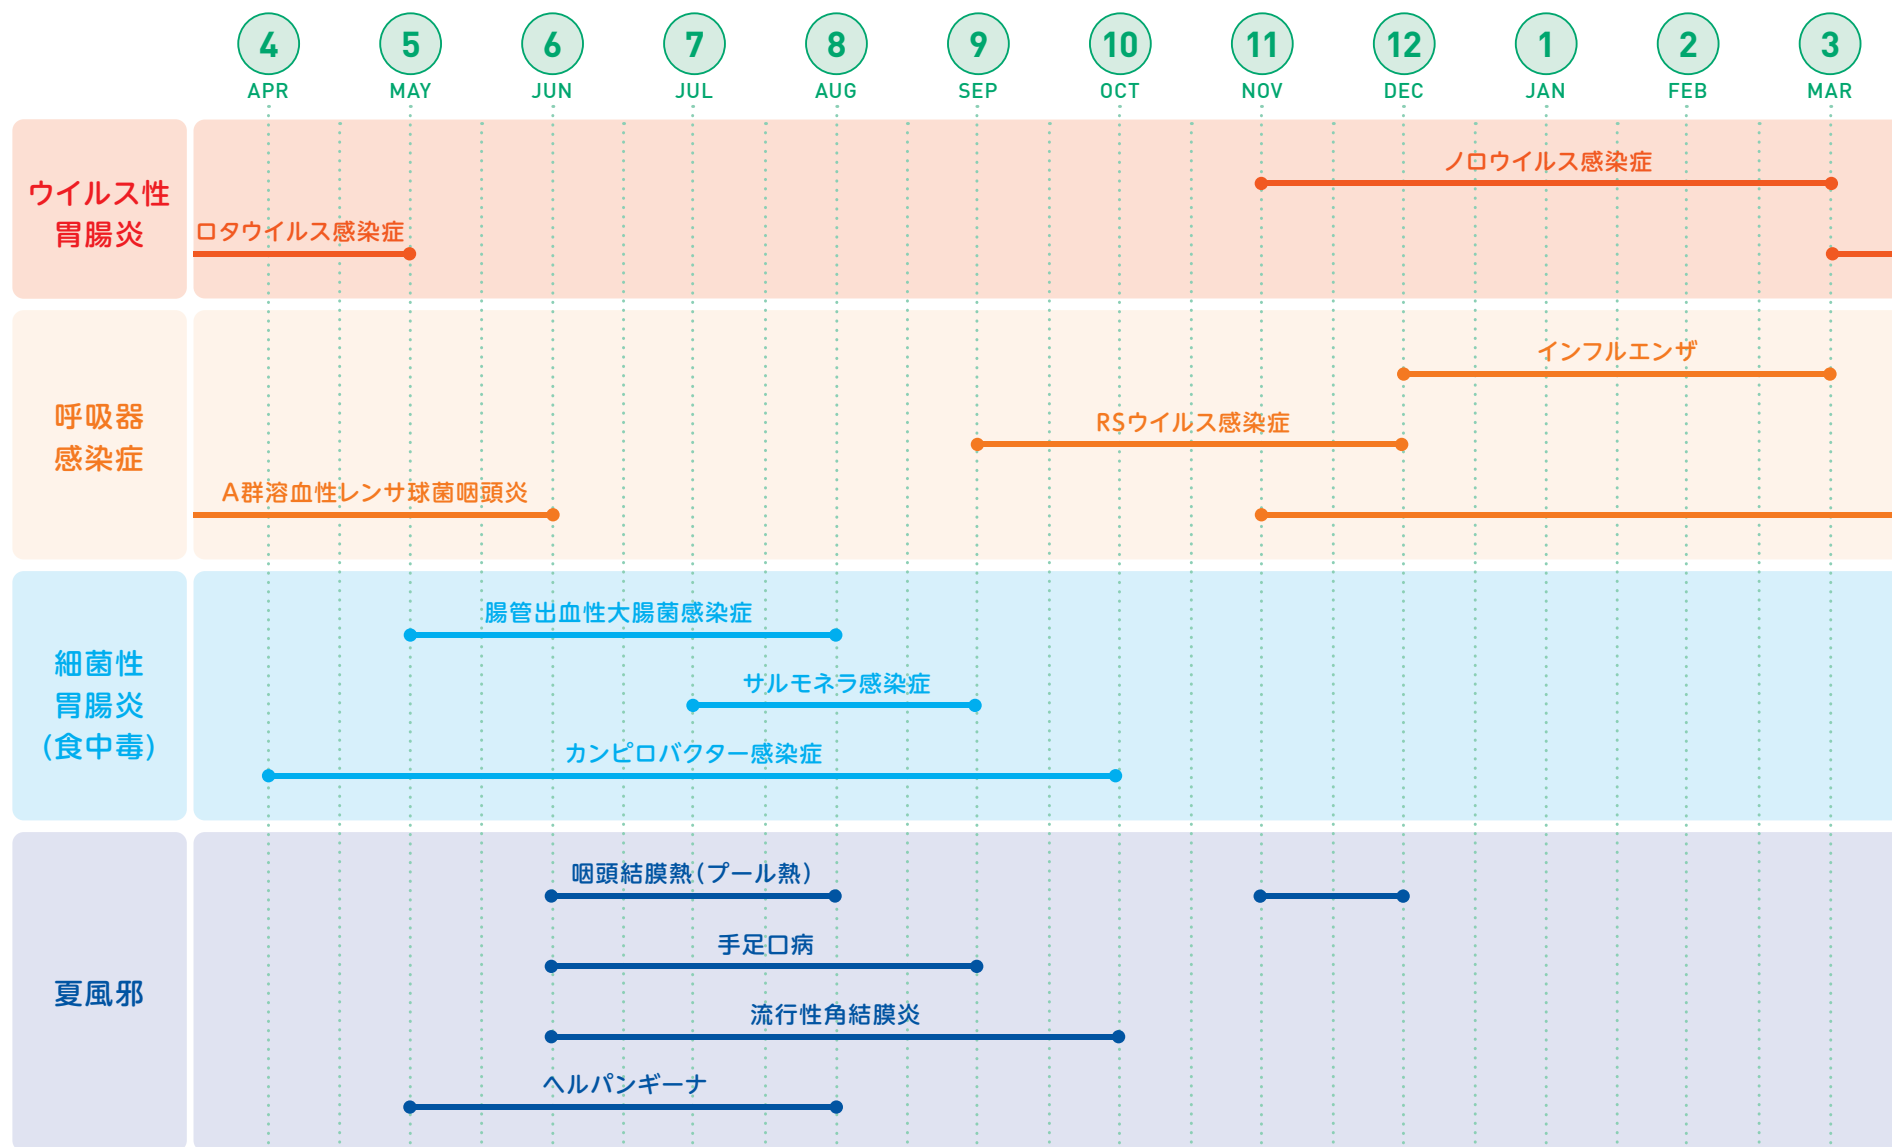 4 5 6 7 8 9 10 11 12 1 2 3
APR MAY JUN JUL AUG SEP OCT NOV DEC JAN FEB MAR
ウイルス性
胃腸炎
ノロウイルス感染症
ロタウイルス感染症
呼吸器
感染症
インフルエンザ
RSウイルス感染症
A群溶血性レンサ球菌咽頭炎
細菌性
胃腸炎
(食中毒)
腸管出血性大腸菌感染症
サルモネラ感染症
カンピロバクター感染症
夏風邪
咽頭結膜熱(プール熱)
手足口病
流行性角結膜炎
ヘルパンギーナ